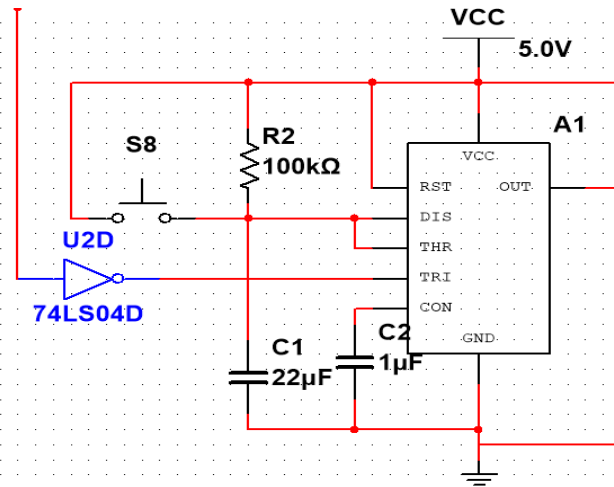 VCC
5.0V
A1
R2
100kΩ
S8
VCC
RST
OUT
DIS
THR
U2D
TRI
74LS04D
CON
C2
1µF
GND
C1
22µF